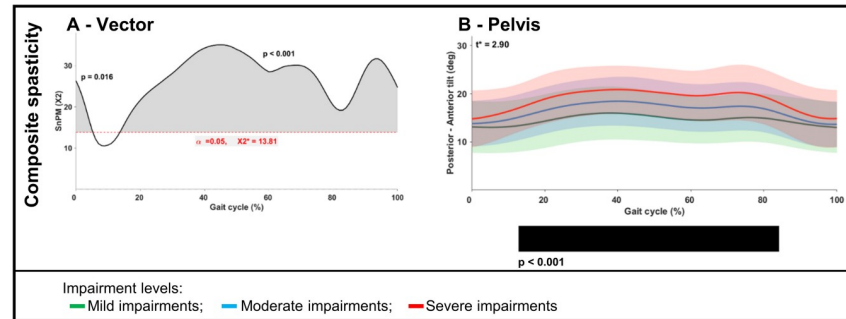 Composite spasticity
A - Vector
p = 0.016
p < 0.001
SnPM (X2)
30
20
10
α =0.05, X2* = 13.81
0 20 40 60 80 100
Gait cycle (%)
B - Pelvis
t* = 2.90
Posterior - Anterior tilt (deg)
30
20
10
0 20 40 60 80 100
Gait cycle (%)
p < 0.001
Impairment levels:
Mild impairments; Moderate impairments; Severe impairments